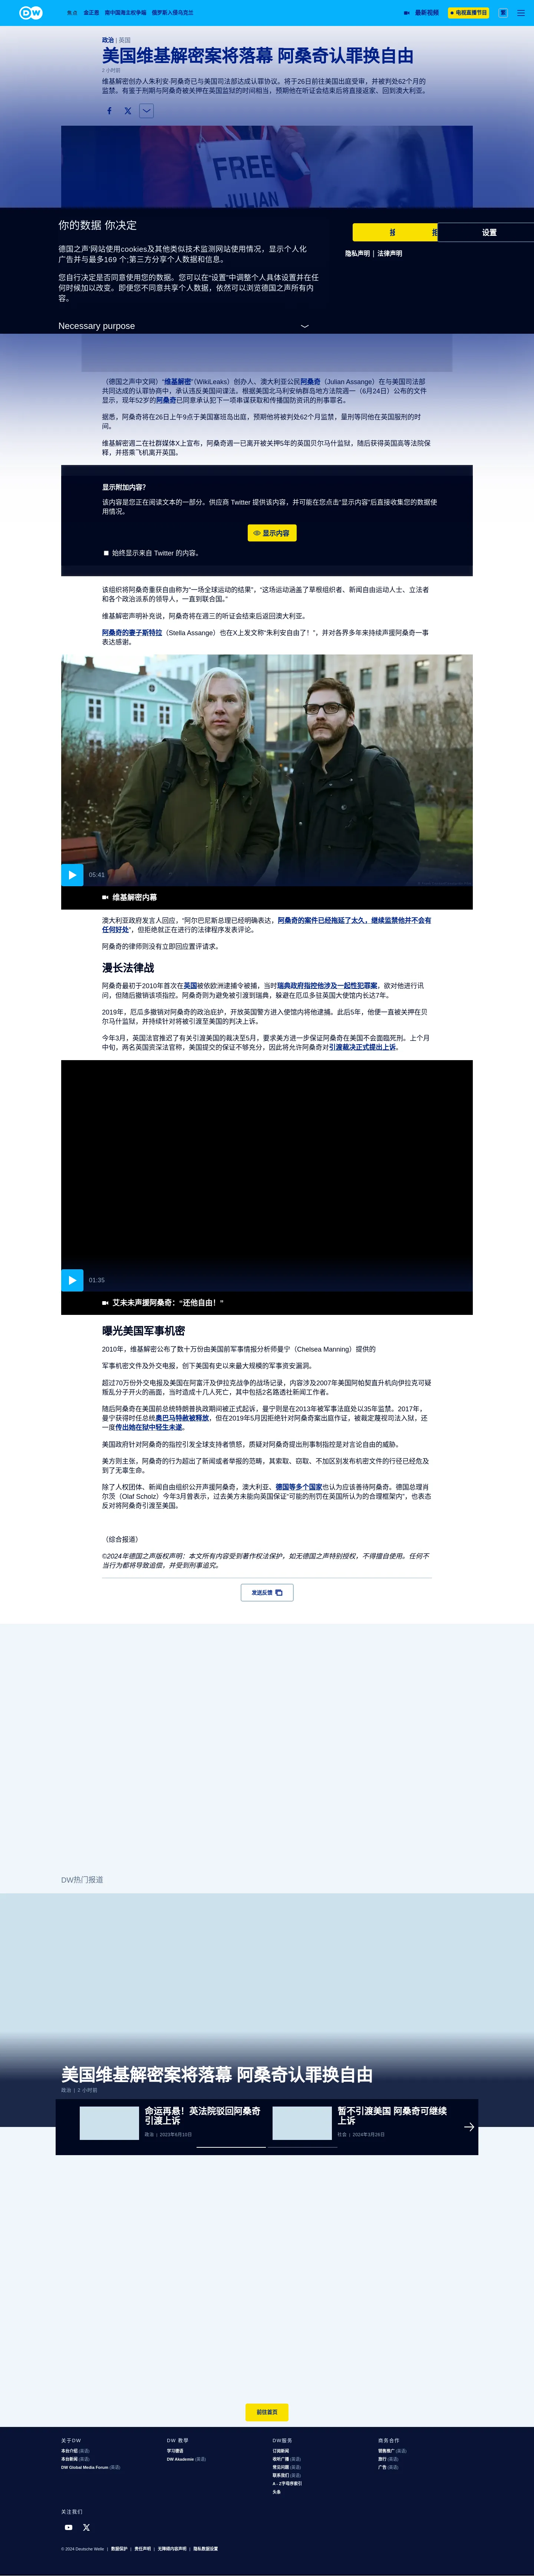 DW
焦点 金正恩 南中国海主权争端 俄罗斯入侵乌克兰
最新视频
电视直播节目
繁
政治 | 英国
美国维基解密案将落幕 阿桑奇认罪换自由
2 小时前
维基解密创办人朱利安·阿桑奇已与美国司法部达成认罪协议。将于26日前往美国出庭受审,并被判处62个月的
监禁。有鉴于刑期与阿桑奇被关押在英国监狱的时间相当,预期他在听证会结束后将直接返家,回到澳大利亚。
FREE
JULIAN
你的数据 你决定
设置
德国之声网站使用cookies及其他类似技术监测网站使用情况,显示个人化
广告并与最多169 个;第三方分享个人数据和信息。
隐私声明 | 法律声明
您自行决定是否同意使用您的数据。您可以在“设置”中调整个人具体设置并在任
何时候加以改变。即使您不同意共享个人数据,依然可以浏览德国之声所有内
容。
Necessary purpose
(德国之声中文网)“维基解密”(WikiLeaks)创办人、澳大利亚公民阿桑奇(Julian Assange)在与美国司法部
共同达成的认罪协商中,承认违反美国间谍法。根据美国北马利安纳群岛地方法院週一(6月24日)公布的文件
显示,现年52岁的阿桑奇已同意承认犯下一项串谋获取和传播国防资讯的刑事罪名。
据悉,阿桑奇将在26日上午9点于美国塞班岛出庭,预期他将被判处62个月监禁,量刑等同他在英国服刑的时
间。
维基解密週二在社群媒体X上宣布,阿桑奇週一已离开被关押5年的英国贝尔马什监狱,随后获得英国高等法院保
释,并搭乘飞机离开英国。
显示附加内容?
该内容是您正在阅读文本的一部分。供应商 Twitter 提供该内容,并可能在您点击“显示内容”后直接收集您的数据使
用情况。
显示内容
始终显示来自 Twitter 的内容。
该组织将阿桑奇重获自由称为“一场全球运动的结果”,“这场运动涵盖了草根组织者、新闻自由运动人士、立法者
和各个政治派系的领导人,一直到联合国。”
维基解密声明补充说,阿桑奇将在週三的听证会结束后返回澳大利亚。
阿桑奇的妻子斯特拉(Stella Assange)也在X上发文称“朱利安自由了!”,并对各界多年来持续声援阿桑奇一事
表达感谢。
05:41
维基解密内幕
澳大利亚政府发言人回应,“阿尔巴尼斯总理已经明确表达,阿桑奇的案件已经拖延了太久,继续监禁他并不会有
任何好处”,但拒绝就正在进行的法律程序发表评论。
阿桑奇的律师则没有立即回应置评请求。
漫长法律战
阿桑奇最初于2010年首次在英国被依欧洲逮捕令被捕,当时瑞典政府指控他涉及一起性犯罪案,欲对他进行讯
问,但随后撤销该项指控。阿桑奇则为避免被引渡到瑞典,躲避在厄瓜多驻英国大使馆内长达7年。
2019年,厄瓜多撤销对阿桑奇的政治庇护,开放英国警方进入使馆内将他逮捕。此后5年,他便一直被关押在贝
尔马什监狱,并持续针对将被引渡至美国的判决上诉。
今年3月,英国法官推迟了有关引渡美国的裁决至5月,要求美方进一步保证阿桑奇在美国不会面临死刑。上个月
中旬,两名英国资深法官称,美国提交的保证不够充分,因此将允许阿桑奇对引渡裁决正式提出上诉。
01:35
艾未未声援阿桑奇:“还他自由!”
曝光美国军事机密
2010年,维基解密公布了数十万份由美国前军事情报分析师曼宁(Chelsea Manning)提供的
军事机密文件及外交电报,创下美国有史以来最大规模的军事资安漏洞。
超过70万份外交电报及美国在阿富汗及伊拉克战争的战场记录,内容涉及2007年美国阿帕契直升机向伊拉克可疑
叛乱分子开火的画面,当时造成十几人死亡,其中包括2名路透社新闻工作者。
随后阿桑奇在美国前总统特朗普执政期间被正式起诉,曼宁则是在2013年被军事法庭处以35年监禁。2017年,
曼宁获得时任总统奥巴马特赦被释放,但在2019年5月因拒绝针对阿桑奇案出庭作证,被裁定蔑视司法入狱,还
一度传出她在狱中轻生未遂。
美国政府针对阿桑奇的指控引发全球支持者愤怒,质疑对阿桑奇提出刑事制指控是对言论自由的威胁。
美方则主张,阿桑奇的行为超出了新闻或者举报的范畴,其索取、窃取、不加区别发布机密文件的行径已经危及
到了无辜生命。
除了人权团体、新闻自由组织公开声援阿桑奇,澳大利亚、德国等多个国家也认为应该善待阿桑奇。德国总理肖
尔茨(Olaf Scholz)今年3月曾表示,过去美方未能向英国保证“可能的刑罚在英国所认为的合理框架内”,也表态
反对将阿桑奇引渡至美国。
(综合报道)
©2024年德国之声版权声明:本文所有内容受到著作权法保护,如无德国之声特别授权,不得擅自使用。任何不
当行为都将导致追偿,并受到刑事追究。
发送反馈
DW热门报道
美国维基解密案将落幕 阿桑奇认罪换自由
政治 | 2 小时前
命运再悬!英法院驳回阿桑奇
引渡上诉
政治 | 2023年6月10日
暂不引渡美国 阿桑奇可继续
上诉
社会 | 2024年3月26日
前往首页
关于DW
本台介绍 (英语)
本台新闻 (英语)
DW Global Media Forum (英语)
DW 教學
学习德语
DW Akademie (英语)
DW服务
订阅新闻
收听广播 (英语)
常见问题 (英语)
联系我们 (英语)
A - Z字母序索引
头条
商务合作
销售推广 (英语)
旅行 (英语)
广告 (英语)
关注我们
© 2024 Deutsche Welle | 数据保护 | 责任声明 | 无障碍内容声明 | 隐私数据设置